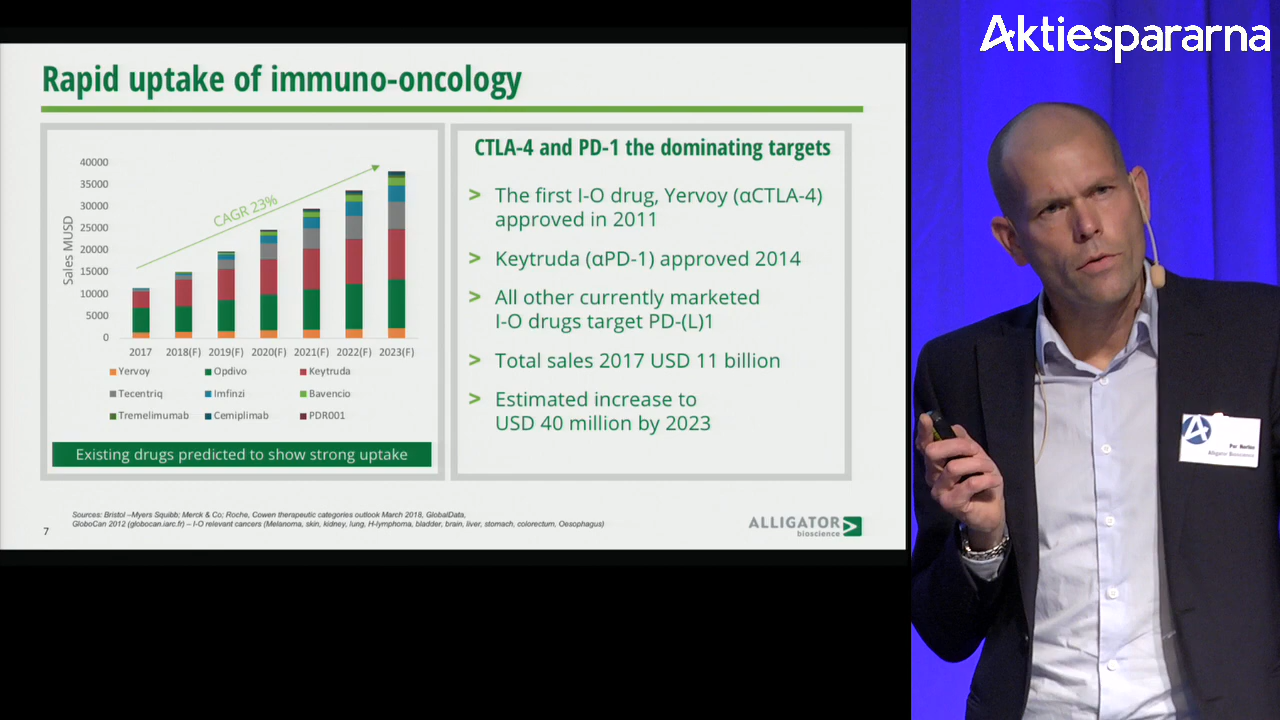 Aktiespararna
Rapid uptake of immuno-oncology
40000
35000
30000
25000
20000
15000
10000
5000
0
Sales MUSD
CAGR 23%
2017 2018(F) 2019(F) 2020(F) 2021(F) 2022(F) 2023(F)
Yervoy Opdivo Keytruda
Tecentriq Imfinzi Bavencio
Tremelimumab Cemiplimab PDR001
Existing drugs predicted to show strong uptake
CTLA-4 and PD-1 the dominating targets
> The first I-O drug, Yervoy (αCTLA-4)
approved in 2011
> Keytruda (αPD-1) approved 2014
> All other currently marketed
I-O drugs target PD-(L)1
> Total sales 2017 USD 11 billion
> Estimated increase to
USD 40 million by 2023
Sources: Bristol –Myers Squibb; Merck & Co; Roche, Cowen therapeutic categories outlook March 2018, GlobalData,
GloboCan 2012 (globocan.iarc.fr) – I-O relevant cancers (Melanoma, skin, kidney, lung, H-lymphoma, bladder, brain, liver, stomach, colorectum, Oesophagus)
7
ALLIGATOR
bioscience
Per
Alligator Bioscience